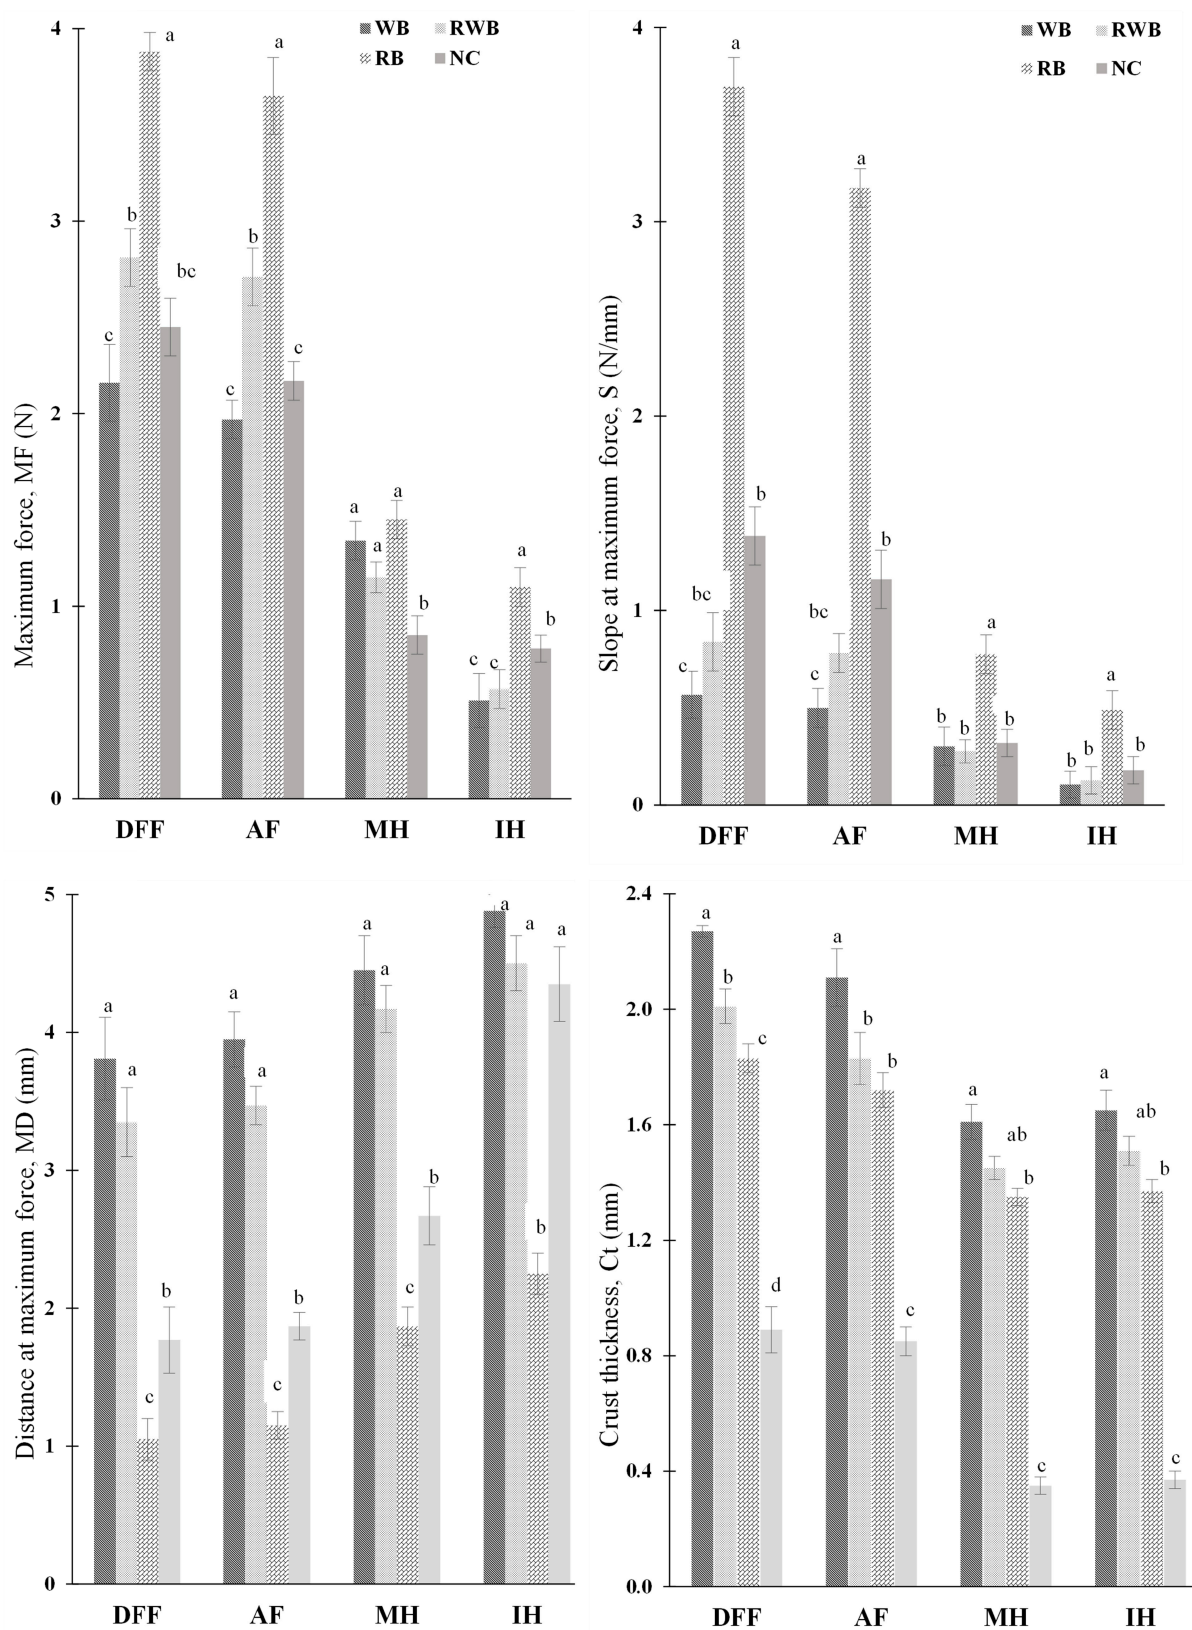 Maximum force, MF (N)
4
3
2
1
0
WB RWB
RB NC
a
b
c
bc
a
b
c
c
a
a
a
b
c
c
a
b
DFF AF MH IH
Slope at maximum force, S (N/mm)
4
3
2
1
0
WB RWB
RB NC
a
b
bc
c
a
b
bc
c
a
b
b
b
a
b
b
b
DFF AF MH IH
Distance at maximum force, MD (mm)
5
4
3
2
1
0
a
a
c
b
a
a
c
b
a
a
c
b
a
a
b
a
DFF AF MH IH
Crust thickness, Ct (mm)
2.4
2.0
1.6
1.2
0.8
0.4
0.0
a
b
c
d
a
b
b
c
a
ab
b
c
a
ab
b
c
DFF AF MH IH